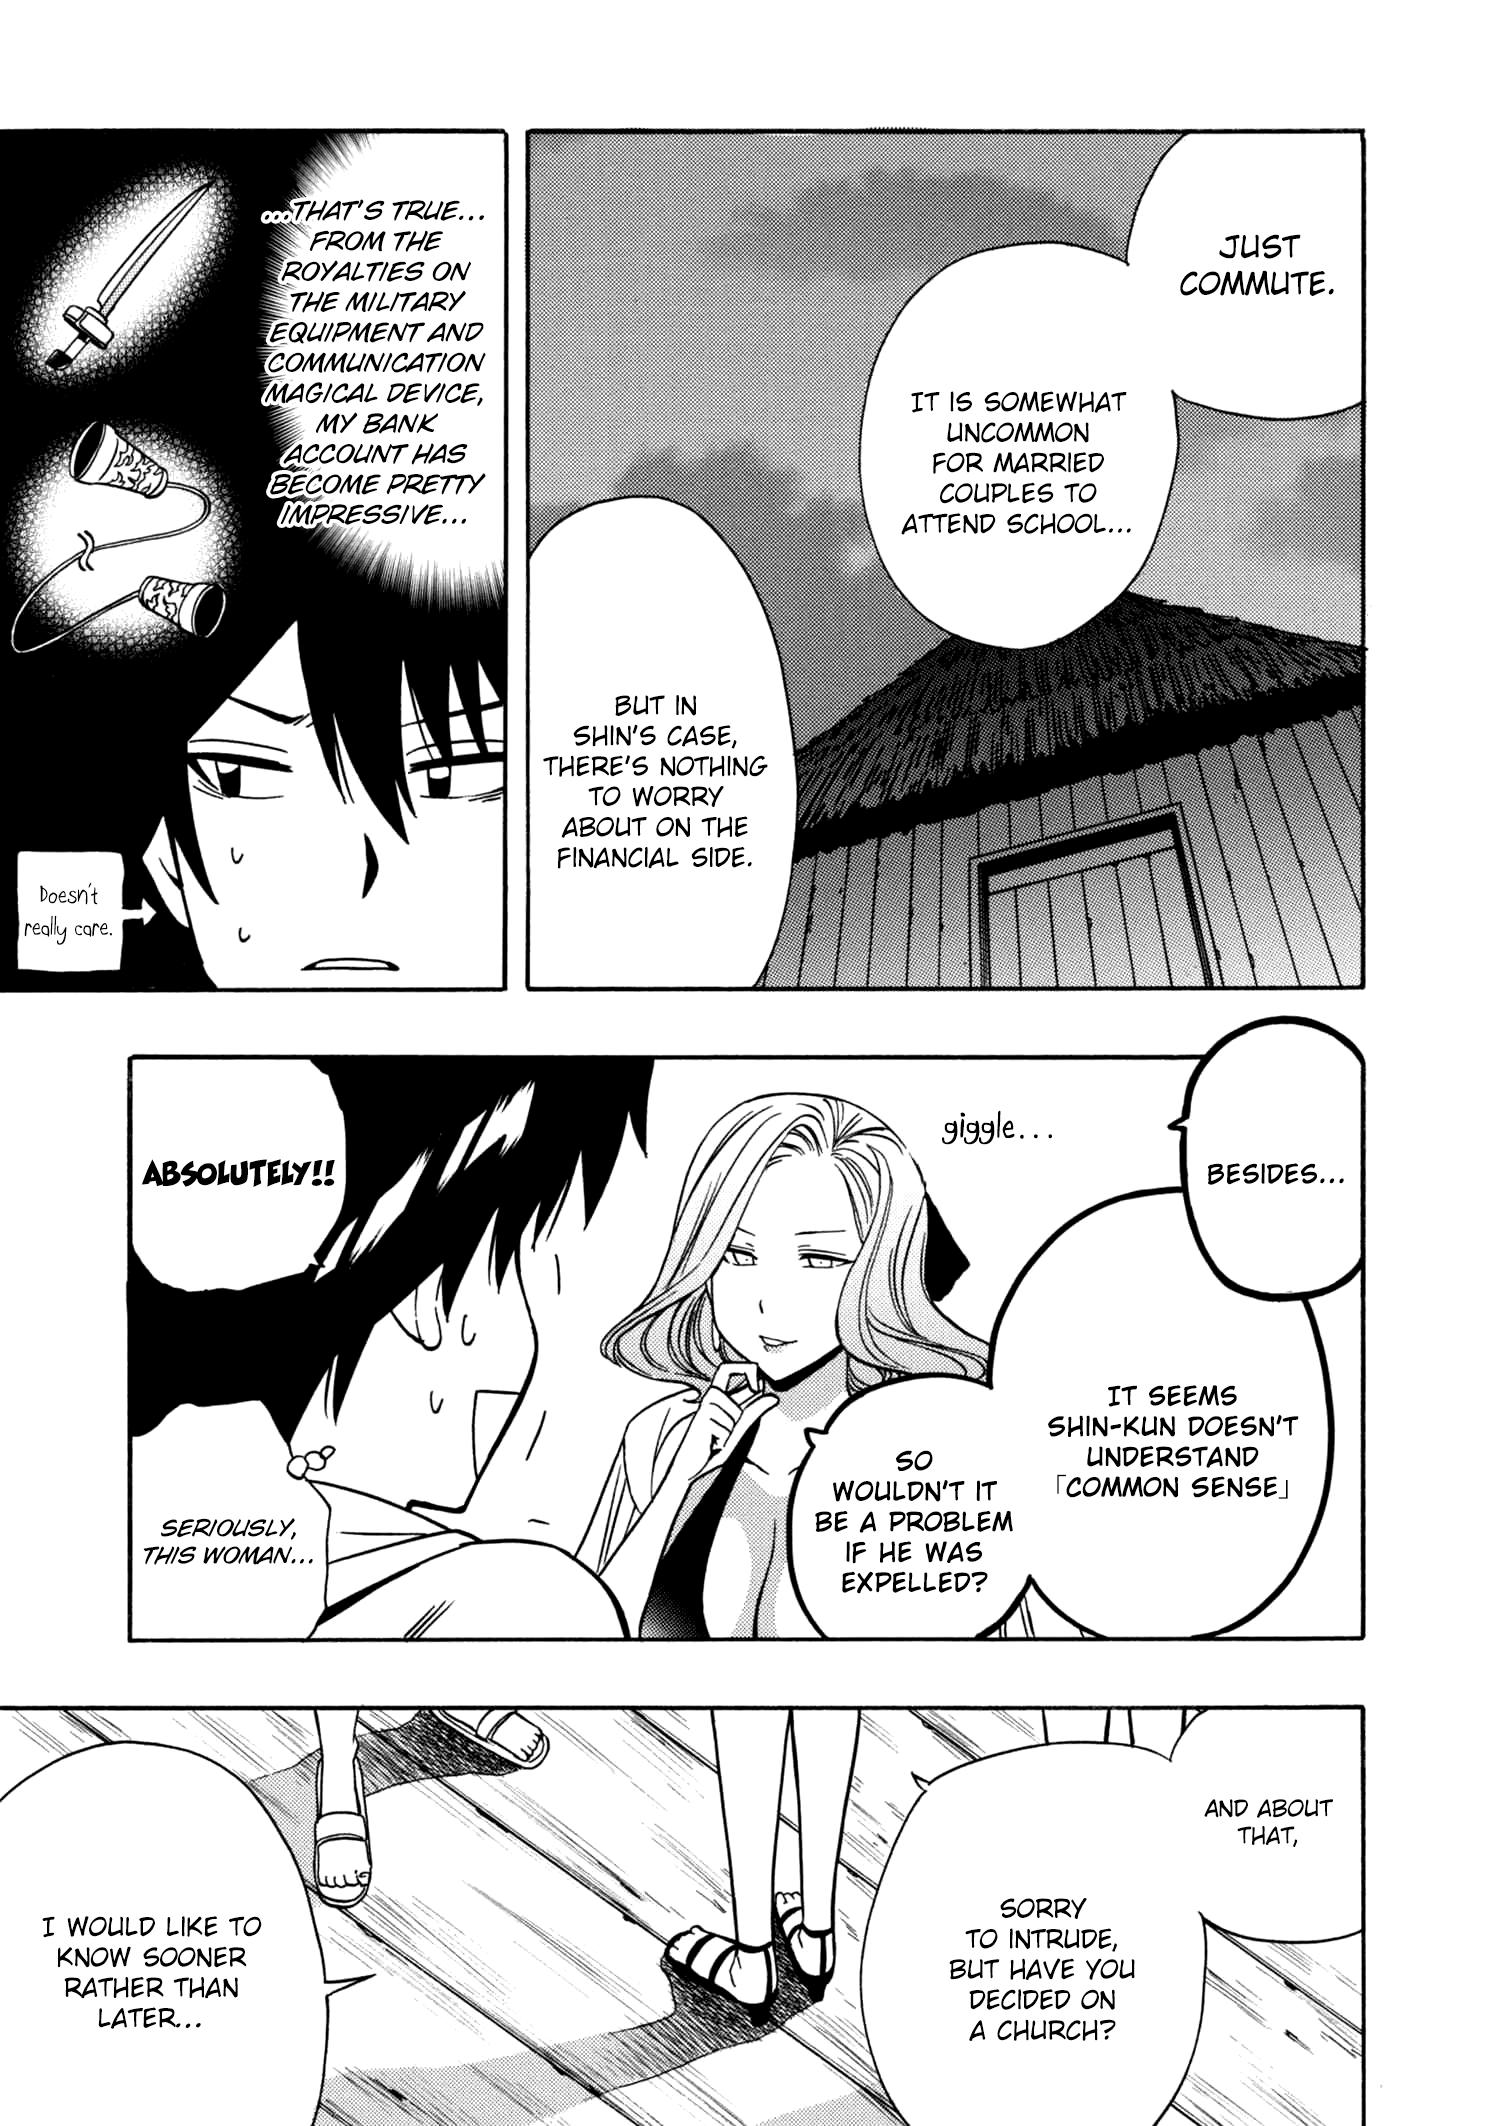 JUST
COMMUTE.
IT IS SOMEWHAT
UNCOMMON
FOR MARRIED
COUPLES TO
ATTEND SCHOOL...
BUT IN
SHIN'S CASE,
THERE'S NOTHING
TO WORRY
ABOUT ON THE
FINANCIAL SIDE.
...THAT'S TRUE...
FROM THE
ROYALTIES ON
THE MILITARY
EQUIPMENT AND
COMMUNICATION
MAGICAL DEVICE,
MY BANK
ACCOUNT HAS
BECOME PRETTY
IMPRESSIVE...
Doesn't
really care.
BESIDES...
IT SEEMS
SHIN-KUN DOESN'T
UNDERSTAND
「COMMON SENSE」
SO
WOULDN'T IT
BE A PROBLEM
IF HE WAS
EXPELLED?
giggle...
ABSOLUTELY!!
SERIOUSLY,
THIS WOMAN...
AND ABOUT
THAT,
SORRY
TO INTRUDE,
BUT HAVE YOU
DECIDED ON
A CHURCH?
I WOULD LIKE TO
KNOW SOONER
RATHER THAN
LATER...